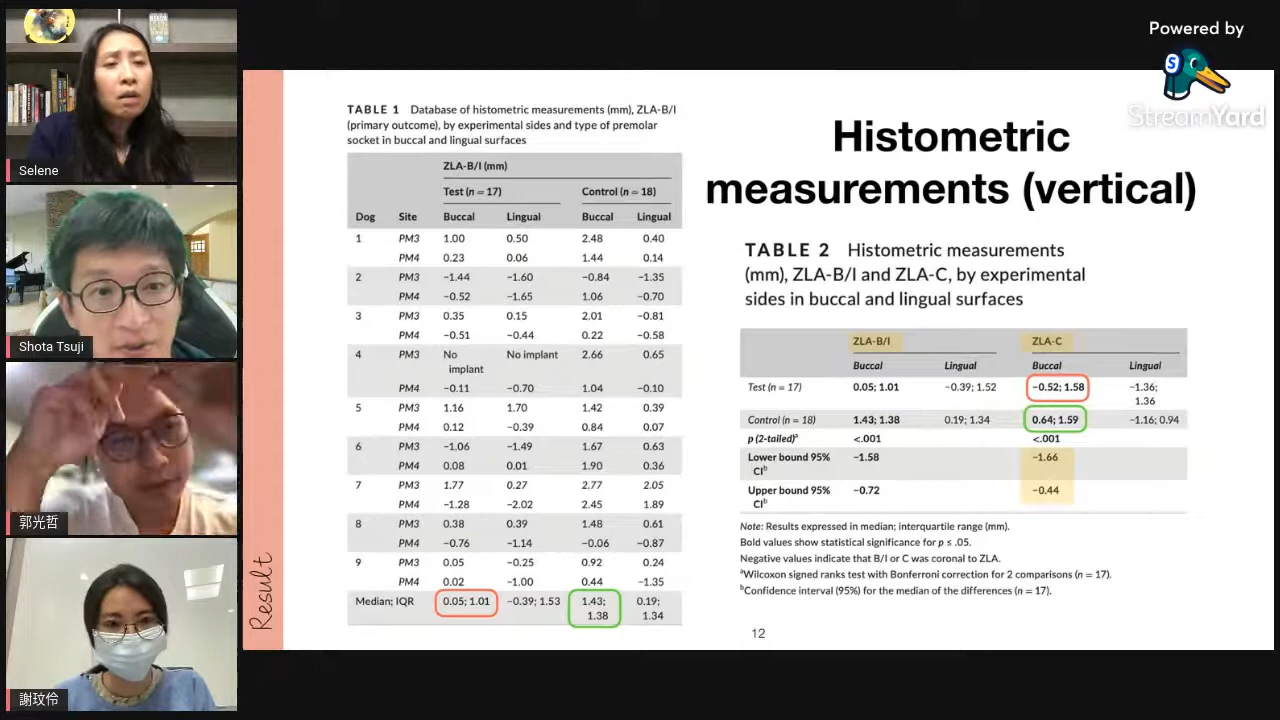 Powered by
StreamYard
Selene
Shota Tsuji
郭光哲
謝玟伶
Result
TABLE 1 Database of histometric measurements (mm), ZLA-B/I
(primary outcome), by experimental sides and type of premolar
socket in buccal and lingual surfaces
ZLA-B/I (mm)
Test (n = 17) Control (n = 18)
Dog Site Buccal Lingual Buccal Lingual
1 PM3 1.00 0.50 2.48 0.40
PM4 0.23 0.06 1.44 0.14
2 PM3 −1.44 −1.60 −0.84 −1.35
PM4 −0.52 −1.65 1.06 −0.70
3 PM3 0.35 0.15 2.01 −0.81
PM4 −0.51 −0.44 0.22 −0.58
4 PM3 No implant No implant 2.66 0.65
PM4 −0.11 −0.70 1.04 −0.10
5 PM3 1.16 1.70 1.42 0.39
PM4 0.12 −0.39 0.84 0.07
6 PM3 −1.06 −1.49 1.67 0.63
PM4 0.08 0.01 1.90 0.36
7 PM3 1.77 0.27 2.77 2.05
PM4 −1.28 −2.02 2.45 1.89
8 PM3 0.38 0.39 1.48 0.61
PM4 −0.76 −1.14 −0.06 −0.87
9 PM3 0.05 −0.25 0.92 0.24
PM4 0.02 −1.00 0.44 −1.35
Median; IQR 0.05; 1.01 −0.39; 1.53 1.43; 1.38 0.19; 1.34
Histometric
measurements (vertical)
TABLE 2 Histometric measurements
(mm), ZLA-B/I and ZLA-C, by experimental
sides in buccal and lingual surfaces
ZLA-B/I ZLA-C
Buccal Lingual Buccal Lingual
Test (n = 17) 0.05; 1.01 −0.39; 1.52 −0.52; 1.58 −1.36; 1.36
Control (n = 18) 1.43; 1.38 0.19; 1.34 0.64; 1.59 −1.16; 0.94
p (2-tailed)a <.001 <.001
Lower bound 95% CIb −1.58 −1.66
Upper bound 95% CIb −0.72 −0.44
Note: Results expressed in median; interquartile range (mm).
Bold values show statistical significance for p ≤ .05.
Negative values indicate that B/I or C was coronal to ZLA.
aWilcoxon signed ranks test with Bonferroni correction for 2 comparisons (n = 17).
bConfidence interval (95%) for the median of the differences (n = 17).
12